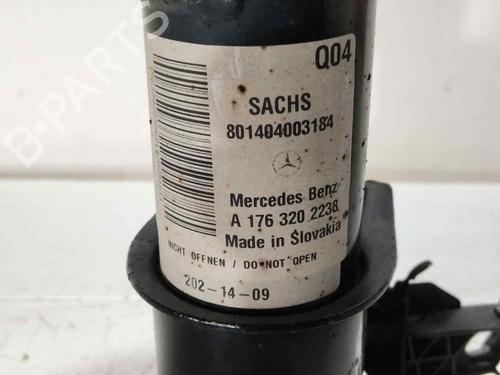 B-PARTS
Q04
SACHS
801404003184
Mercedes Benz
A 176 320 2238
Made in Slovakia
NICHT ÖFFNEN / DO NOT OPEN
202-14-09